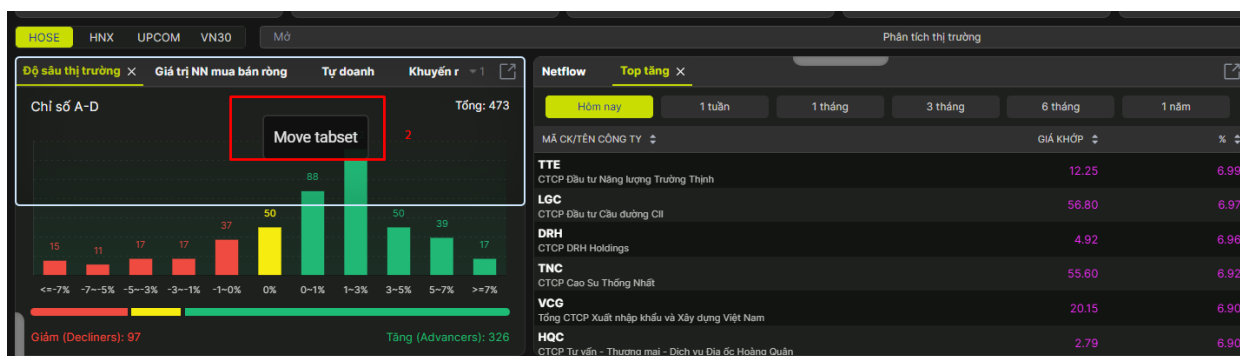 HOSE HNX UPCOM VN30 Mở Phân tích thị trường
Độ sâu thị trường × Giá trị NN mua bán ròng Tự doanh Khuyến r 1
Chỉ số A-D Tổng: 473
Move tabset 2
88
15 11 17 17 37 50 50 39 17
<=-7% -7~-5% -5~-3% -3~-1% -1~0% 0% 0~1% 1~3% 3~5% 5~7% >=7%
Giảm (Decliners): 97 Tăng (Advancers): 326
Netflow Top tăng ×
Hôm nay 1 tuần 1 tháng 3 tháng 6 tháng 1 năm
MÃ CK/TÊN CÔNG TY GIÁ KHỚP %
TTE 12.25 6.99
CTCP Đầu tư Năng lượng Trường Thịnh
LGC 56.80 6.97
CTCP Đầu tư Cầu đường CII
DRH 4.92 6.96
CTCP DRH Holdings
TNC 55.60 6.92
CTCP Cao Su Thống Nhất
VCG 20.15 6.90
Tổng CTCP Xuất nhập khẩu và Xây dựng Việt Nam
HQC 2.79 6.90
CTCP Tư vấn - Thương mại - Dịch vụ Địa ốc Hoàng Quân